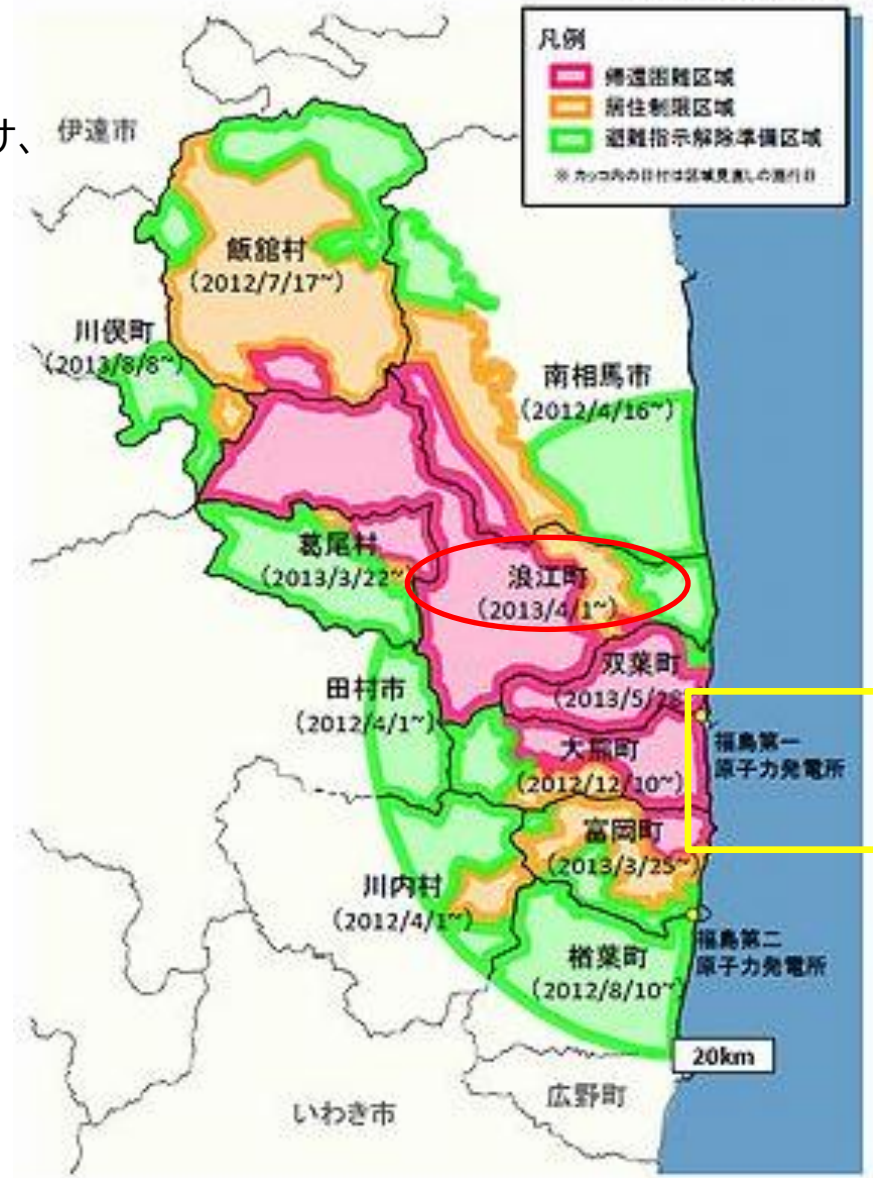 凡例
帰還困難区域
居住制限区域
避難指示解除準備区域
※ カッコ内の日付は区域見直しの施行日
け、
伊達市
飯舘村
（2012/7/17~）
川俣町
（2013/8/8~）
南相馬市
（2012/4/16~）
葛尾村
（2013/3/22~
浪江町
（2013/4/1~）
双葉町
（2013/5/28
田村市
（2012/4/1~）
大熊町
（2012/12/10~）
福島第一
原子力発電所
富岡町
（2013/3/25~）
川内村
（2012/4/1~）
福島第二
原子力発電所
楢葉町
（2012/8/10~）
20km
広野町
いわき市